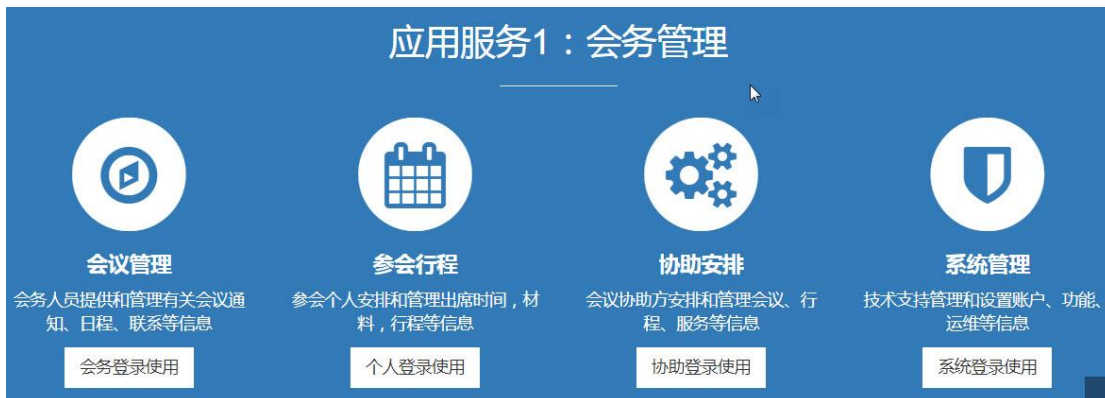 应用服务1：会务管理
会议管理
会务人员提供和管理有关会议通
知、日程、联系等信息
会务登录使用
参会行程
参会个人安排和管理出席时间，材
料，行程等信息
个人登录使用
协助安排
会议协助方安排和管理会议、行
程、服务等信息
协助登录使用
系统管理
技术支持管理和设置账户、功能、
运维等信息
系统登录使用